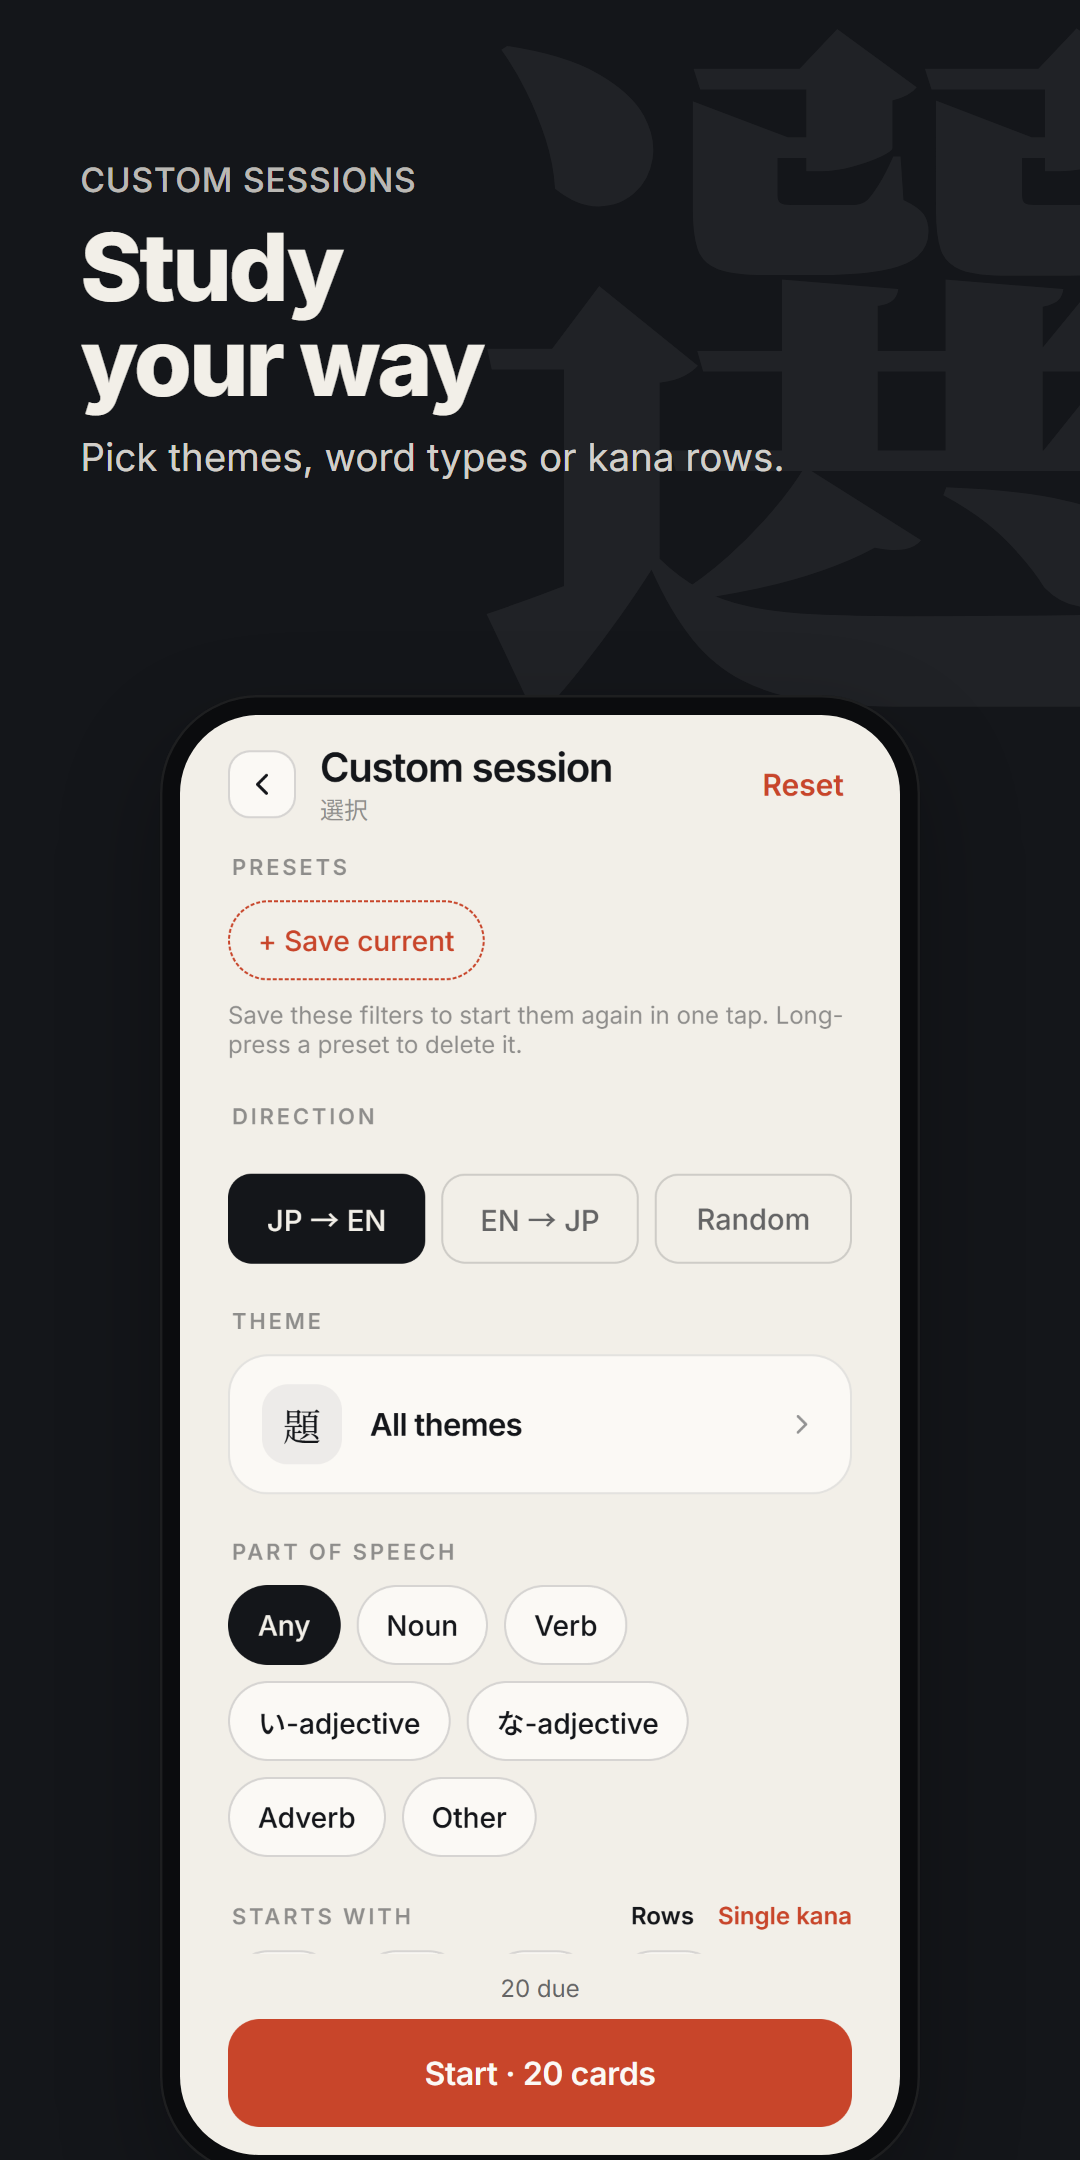 選
CUSTOM SESSIONS
Study
your way
Pick themes, word types or kana rows.
Custom session
選択
Reset
PRESETS
+ Save current
Save these filters to start them again in one tap. Long-
press a preset to delete it.
DIRECTION
JP → EN
EN → JP
Random
THEME
題
All themes
PART OF SPEECH
Any
Noun
Verb
い-adjective
な-adjective
Adverb
Other
STARTS WITH
Rows
Single kana
20 due
Start · 20 cards